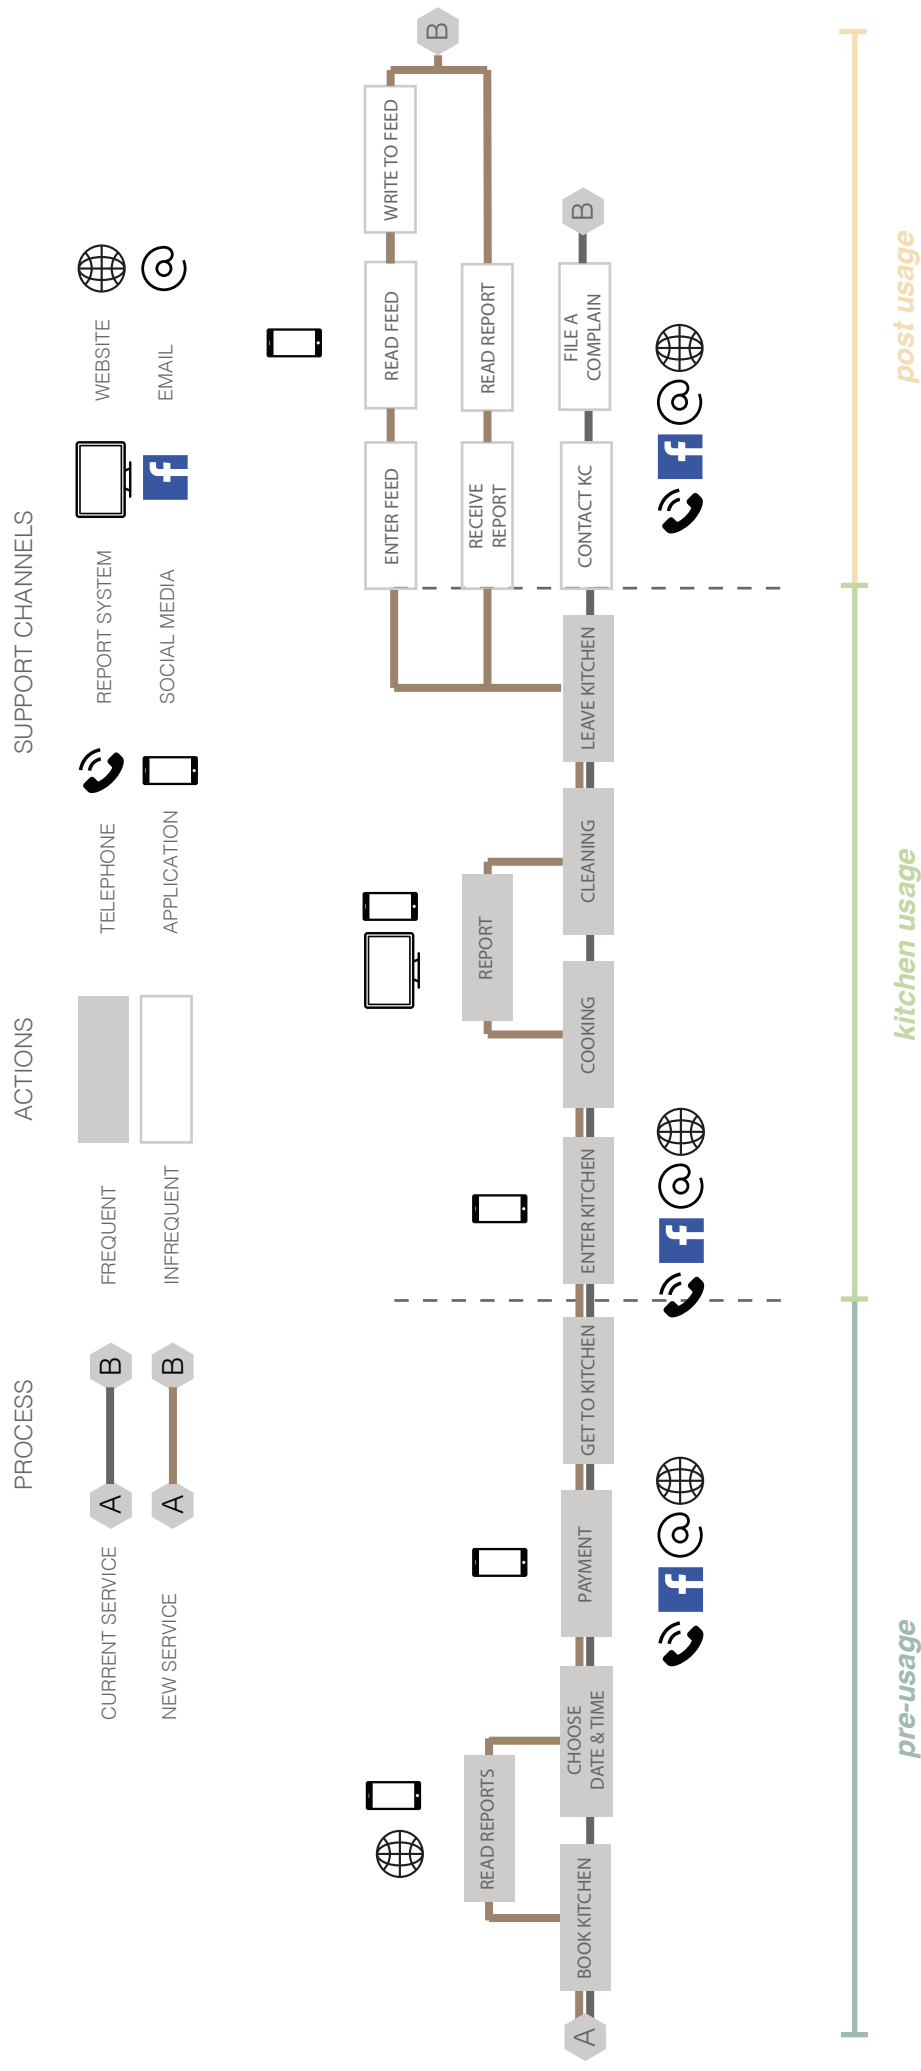 PROCESS
ACTIONS
SUPPORT CHANNELS
CURRENT SERVICE
A
B
FREQUENT
TELEPHONE
REPORT SYSTEM
WEBSITE
NEW SERVICE
A
B
INFREQUENT
APPLICATION
SOCIAL MEDIA
f
EMAIL
@
ENTER FEED
READ FEED
WRITE TO FEED
B
READ REPORTS
REPORT
RECEIVE
REPORT
READ REPORT
A
BOOK KITCHEN
CHOOSE
DATE & TIME
PAYMENT
GET TO KITCHEN
ENTER KITCHEN
COOKING
CLEANING
LEAVE KITCHEN
CONTACT KC
FILE A
COMPLAIN
B
f
@
f
@
f
@
pre-usage
kitchen usage
post usage